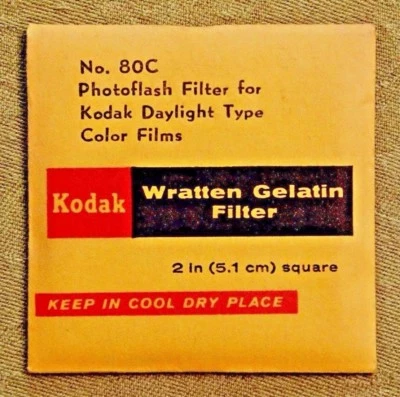 No. 80C
Photoflash Filter for
Kodak Daylight Type
Color Films
Kodak
Wratten Gelatin
Filter
2 in (5.1 cm) square
KEEP IN COOL DRY PLACE